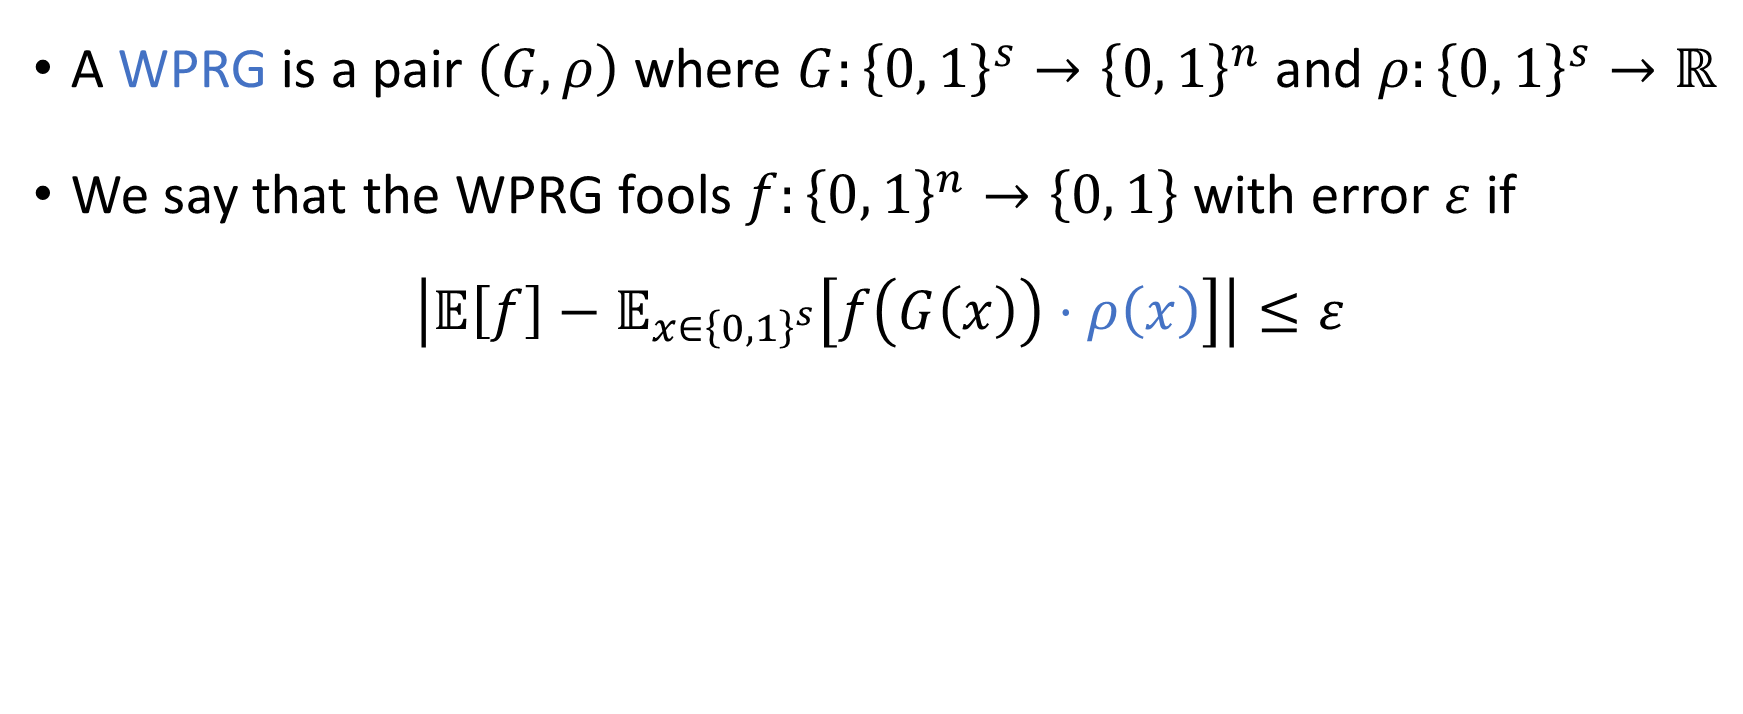 • A WPRG is a pair (𝐺, 𝜌) where 𝐺: {0, 1}ˢ → {0, 1}ⁿ and 𝜌: {0, 1}ˢ → ℝ
• We say that the WPRG fools 𝑓: {0, 1}ⁿ → {0, 1} with error 𝜀 if
|𝔼[𝑓] − 𝔼_{𝑥∈{0,1}ˢ}[𝑓(𝐺(𝑥)) · 𝜌(𝑥)]| ≤ 𝜀